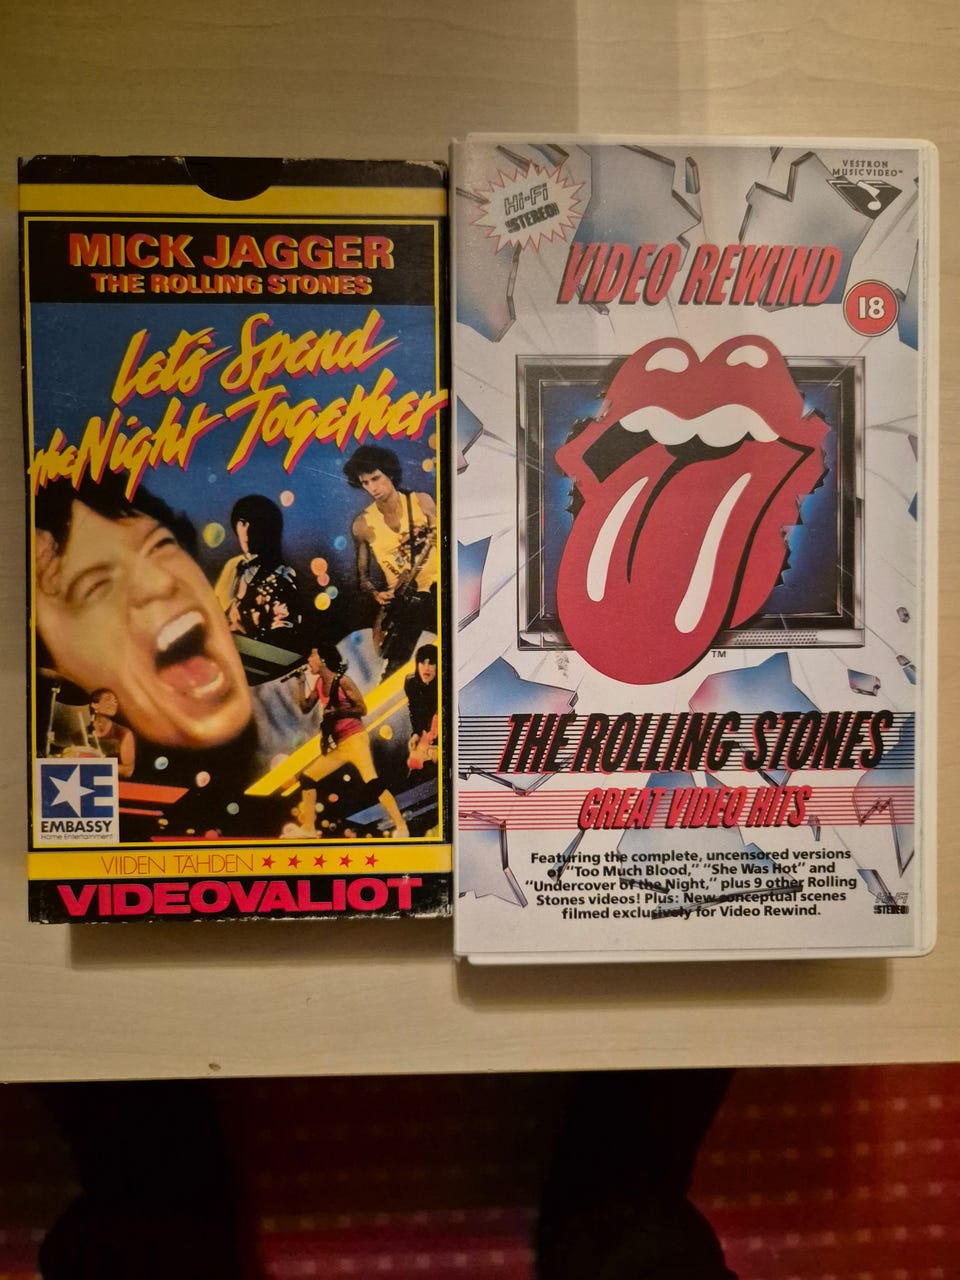 MICK JAGGER
THE ROLLING STONES
Let's Spend
the Night Together
EMBASSY
Home Entertainment
VIIDEN TÄHDEN ★ ★ ★ ★ ★
VIDEOVALIOT
Hi-Fi
STEREO
VESTRON
MUSICVIDEO™
VIDEO REWIND
18
TM
THE ROLLING STONES
GREAT VIDEO HITS
Featuring the complete, uncensored versions
of "Too Much Blood," "She Was Hot" and
"Undercover of the Night," plus 9 other Rolling
Stones videos! Plus: New conceptual scenes
filmed exclusively for Video Rewind.
Hi-Fi
STEREO